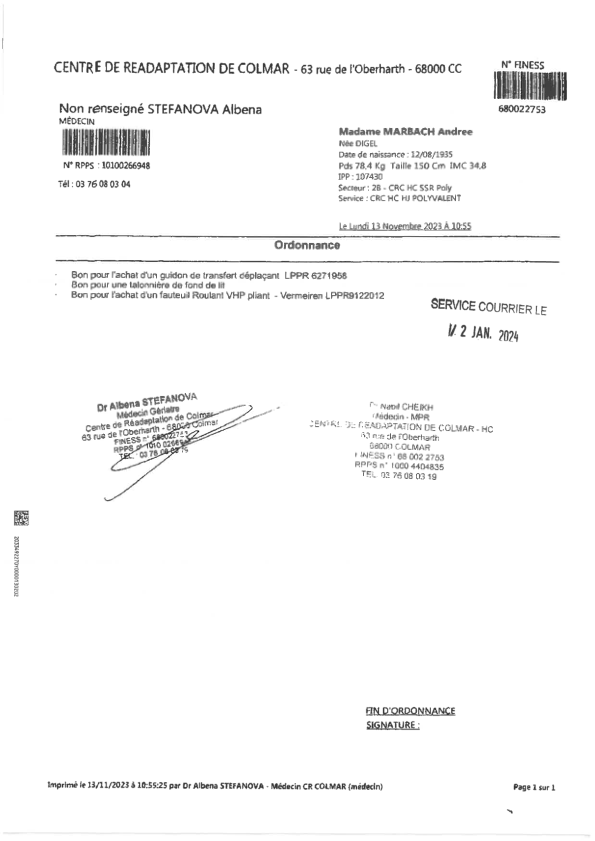 CENTRE DE READAPTATION DE COLMAR - 63 rue de l'Oberharth - 68000 CC
N° FINESS
680022753
Non renseigné STEFANOVA Albena
MÉDECIN
N° RPPS : 10100266948
Tél : 03 76 08 03 04
Madame MARBACH Andree
Née DIGEL
Date de naissance : 12/08/1935
Pds 78,4 Kg Taille 150 Cm IMC 34,8
IPP : 107430
Secteur : 28 - CRC HC SSR Poly
Service : CRC HC HJ POLYVALENT
Le Lundi 13 Novembre 2023 À 10:55
Ordonnance
- Bon pour l'achat d'un guidon de transfert déplaçant LPPR 6271958
- Bon pour une talonnière de fond de lit
- Bon pour l'achat d'un fauteuil Roulant VHP pliant - Vermeiren LPPR9122012
SERVICE COURRIER LE
2 JAN. 2024
Dr Albena STEFANOVA
Médecin Gériatre
Centre de Réadaptation de Colmar
63 rue de l'Oberharth - 68000 Colmar
FINESS n° 680022753
RPPS n°
TEL. 03 76 08
Dr Nabil CHEIKH
Médecin - MPR
CENTRE DE READAPTATION DE COLMAR - HC
63 rue de l'Oberharth
68000 COLMAR
FINESS n° 68 002 2753
RPPS n° 1000 4404835
TEL. 03 76 08 03 19
FIN D'ORDONNANCE
SIGNATURE :
Imprimé le 13/11/2023 à 10:55:25 par Dr Albena STEFANOVA - Médecin CR COLMAR (médecin)
Page 1 sur 1